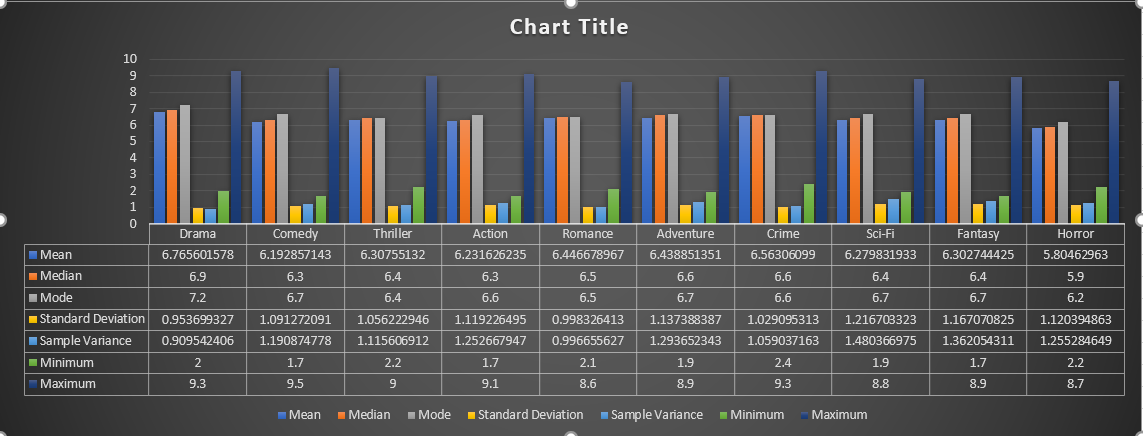 Chart Title
10
9
8
7
6
5
4
3
2
1
0
Drama Comedy Thriller Action Romance Adventure Crime Sci-Fi Fantasy Horror
Mean 6.765601578 6.192857143 6.30755132 6.231626235 6.446678967 6.438851351 6.56306099 6.279831933 6.302744425 5.80462963
Median 6.9 6.3 6.4 6.3 6.5 6.6 6.6 6.4 6.4 5.9
Mode 7.2 6.7 6.4 6.6 6.5 6.7 6.6 6.7 6.7 6.2
Standard Deviation 0.953699327 1.091272091 1.056222946 1.119226495 0.998326413 1.137388387 1.029095313 1.216703323 1.167070825 1.120394863
Sample Variance 0.909542406 1.190874778 1.115606912 1.252667947 0.996655627 1.293652343 1.059037163 1.480366975 1.362054311 1.255284649
Minimum 2 1.7 2.2 1.7 2.1 1.9 2.4 1.9 1.7 2.2
Maximum 9.3 9.5 9 9.1 8.6 8.9 9.3 8.8 8.9 8.7
Mean Median Mode Standard Deviation Sample Variance Minimum Maximum